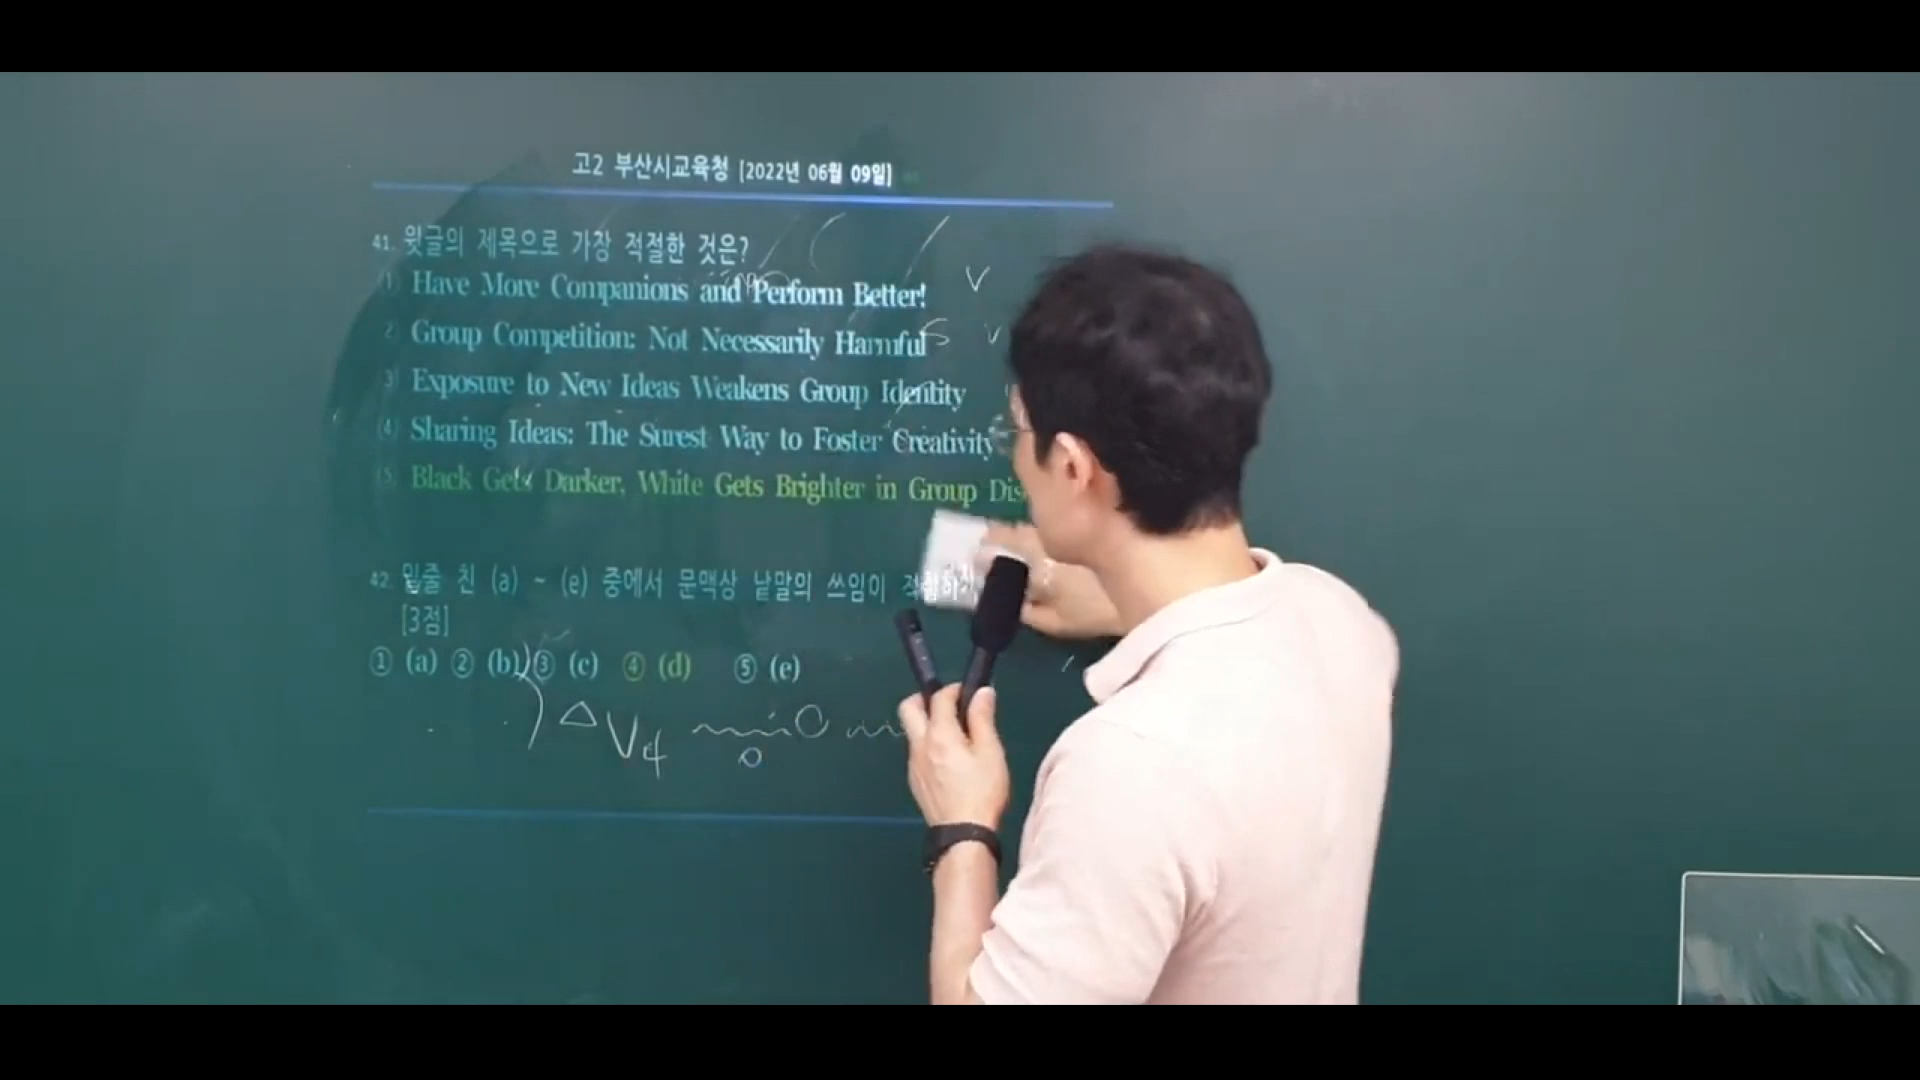 고2 부산시교육청 [2022년 06월 09일]
41. 윗글의 제목으로 가장 적절한 것은?
① Have More Companions and Perform Better!
② Group Competition: Not Necessarily Harmful
③ Exposure to New Ideas Weakens Group Identity
④ Sharing Ideas: The Surest Way to Foster Creativity
⑤ Black Gets Darker, White Gets Brighter in Group
42. 밑줄 친 (a) ~ (e) 중에서 문맥상 낱말의 쓰임이
[3점]
① (a) ② (b) ③ (c) ④ (d) ⑤ (e)